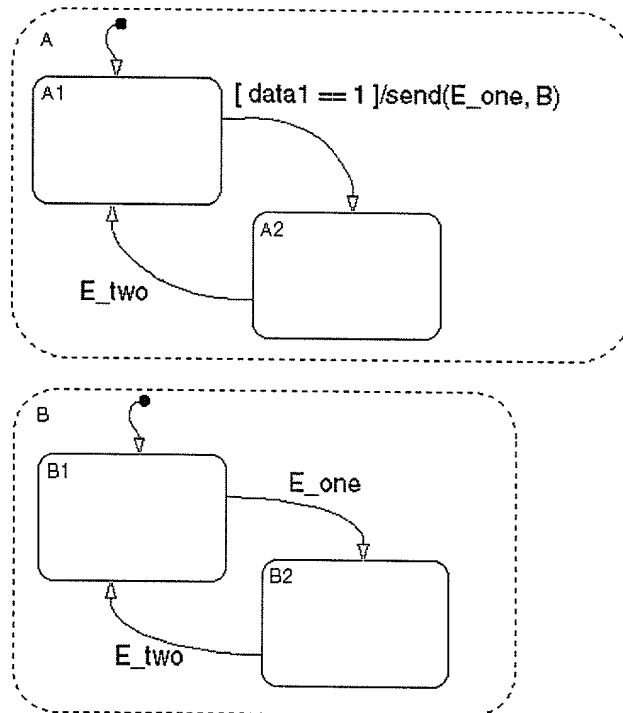 A
A1
[ data1 == 1 ]/send(E_one, B)
A2
E_two
B
B1
E_one
B2
E_two